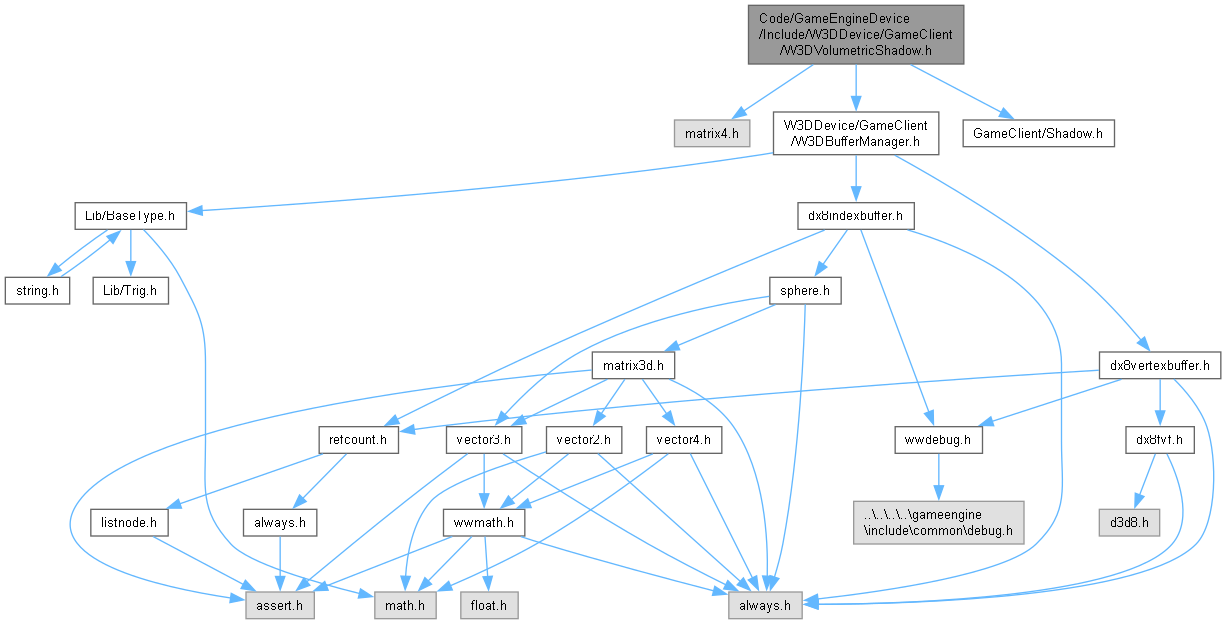 Code/GameEngineDevice
/Include/W3DDevice/GameClient
/W3DVolumetricShadow.h
matrix4.h
W3DDevice/GameClient
/W3DBufferManager.h
GameClient/Shadow.h
Lib/BaseType.h
dx8indexbuffer.h
string.h
Lib/Trig.h
sphere.h
matrix3d.h
dx8vertexbuffer.h
refcount.h
vector3.h
vector2.h
vector4.h
wwdebug.h
dx8fvf.h
listnode.h
always.h
wwmath.h
..\..\..\..\gameengine
\include\common\debug.h
d3d8.h
assert.h
math.h
float.h
always.h